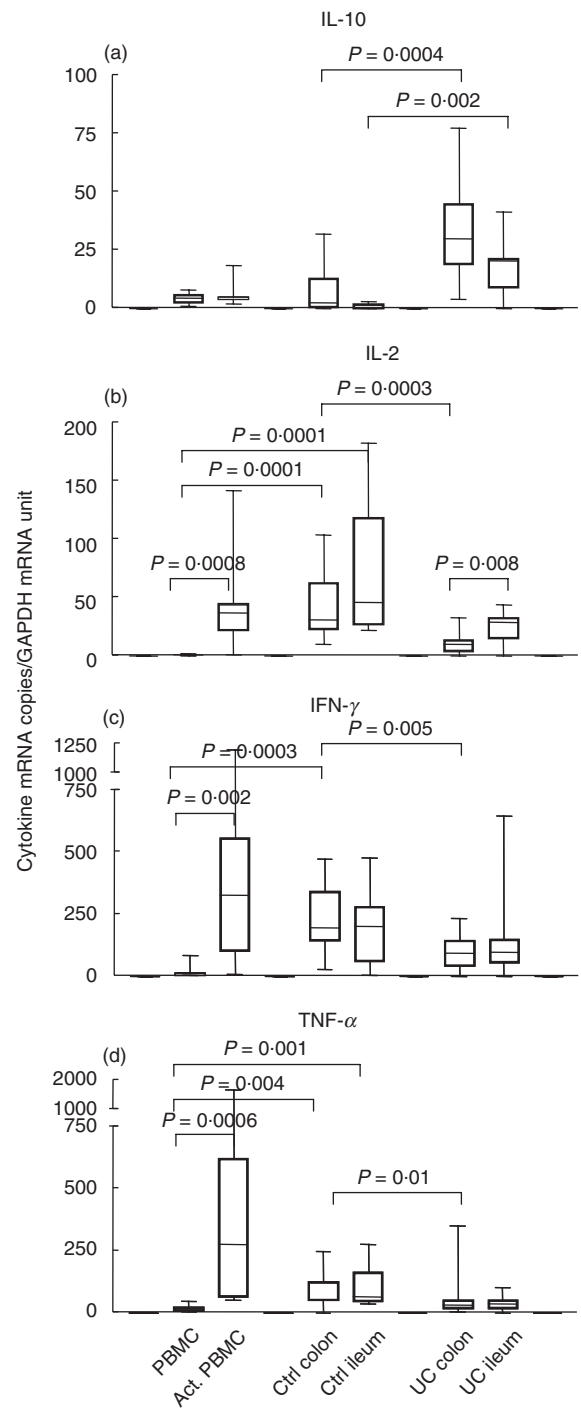 IL-10
(a)
P = 0·0004
P = 0·002
100
75
50
25
0
IL-2
(b)
P = 0·0003
P = 0·0001
P = 0·0001
P = 0·0008
P = 0·008
200
150
100
50
0
Cytokine mRNA copies/GAPDH mRNA unit
IFN-γ
(c)
P = 0·005
P = 0·0003
P = 0·002
1250
1000
750
500
250
0
TNF-α
(d)
P = 0·001
P = 0·004
P = 0·0006
P = 0·01
2000
1000
750
500
250
0
PBMC
Act. PBMC
Ctrl colon
Ctrl ileum
UC colon
UC ileum